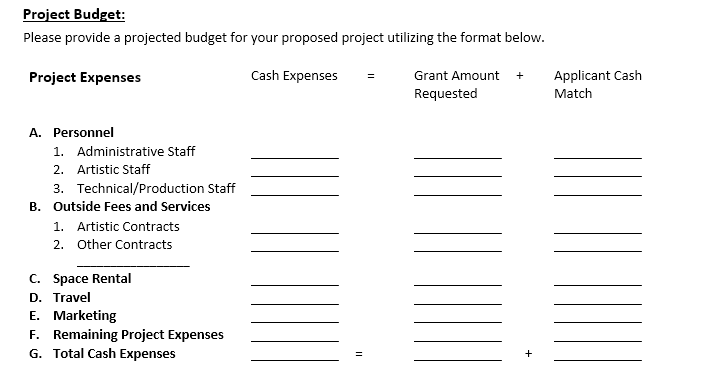 Project Budget:
Please provide a projected budget for your proposed project utilizing the format below.
Project Expenses Cash Expenses = Grant Amount + Applicant Cash
Requested Match
A. Personnel
1. Administrative Staff
2. Artistic Staff
3. Technical/Production Staff
B. Outside Fees and Services
1. Artistic Contracts
2. Other Contracts
C. Space Rental
D. Travel
E. Marketing
F. Remaining Project Expenses
G. Total Cash Expenses = +